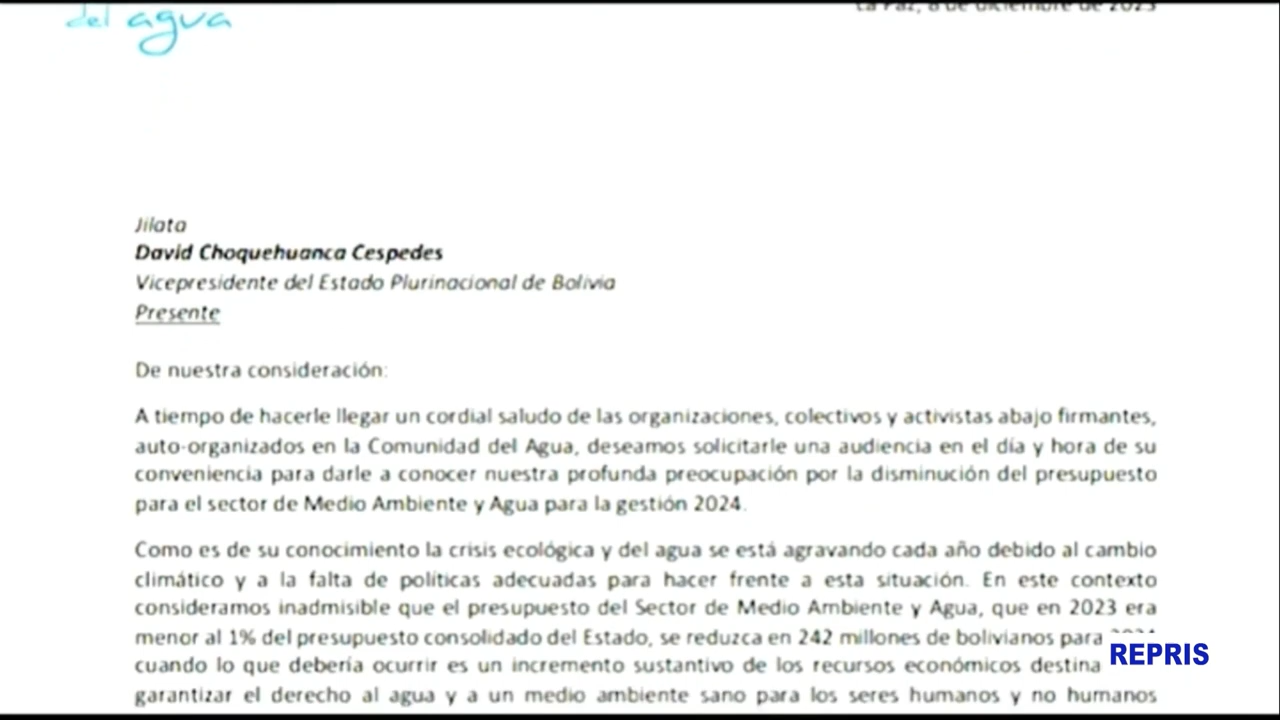 del agua
La Paz, 8 de diciembre de 2023
Jilata
David Choquehuanca Cespedes
Vicepresidente del Estado Plurinacional de Bolivia
Presente
De nuestra consideración:
A tiempo de hacerle llegar un cordial saludo de las organizaciones, colectivos y activistas abajo firmantes,
auto-organizados en la Comunidad del Agua, deseamos solicitarle una audiencia en el día y hora de su
conveniencia para darle a conocer nuestra profunda preocupación por la disminución del presupuesto
para el sector de Medio Ambiente y Agua para la gestión 2024.
Como es de su conocimiento la crisis ecológica y del agua se está agravando cada año debido al cambio
climático y a la falta de políticas adecuadas para hacer frente a esta situación. En este contexto
consideramos inadmisible que el presupuesto del Sector de Medio Ambiente y Agua, que en 2023 era
menor al 1% del presupuesto consolidado del Estado, se reduzca en 242 millones de bolivianos para
cuando lo que debería ocurrir es un incremento sustantivo de los recursos económicos destina
REPRIS
garantizar el derecho al agua y a un medio ambiente sano para los seres humanos y no humanos